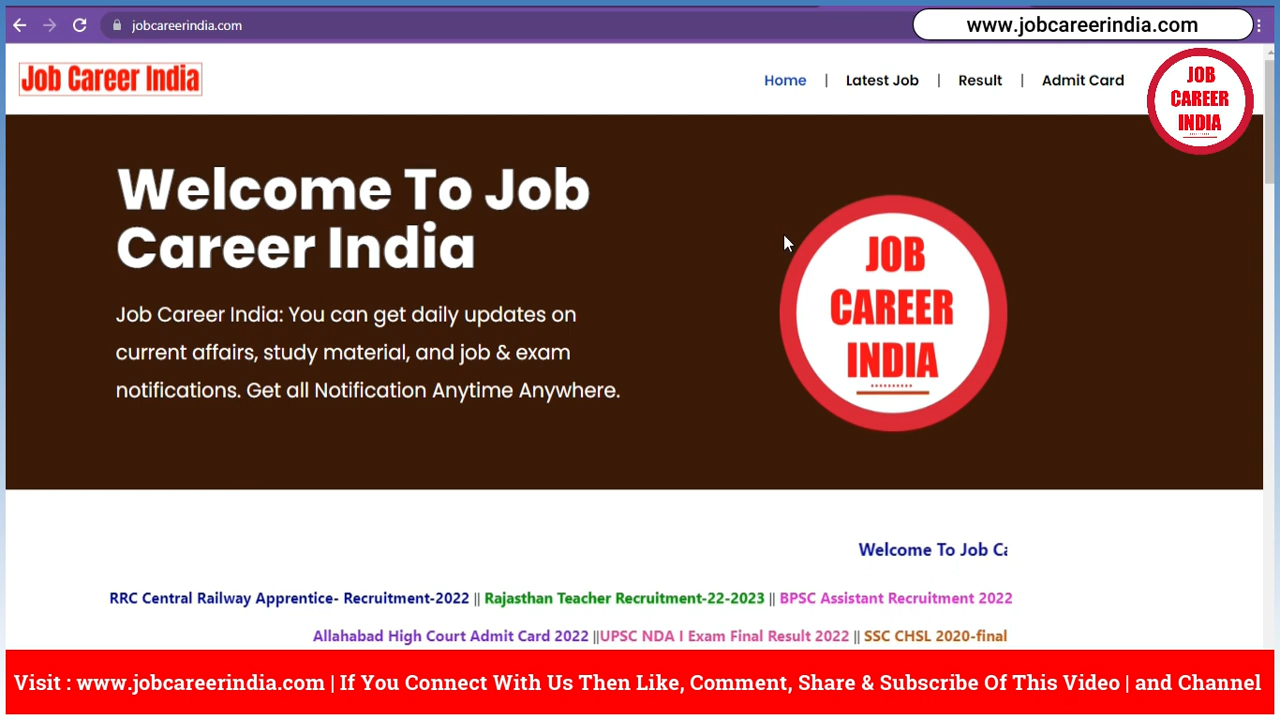 jobcareerindia.com
www.jobcareerindia.com
Job Career India
Home | Latest Job | Result | Admit Card
JOB
CAREER
INDIA
Welcome To Job
Career India
Job Career India: You can get daily updates on
current affairs, study material, and job & exam
notifications. Get all Notification Anytime Anywhere.
JOB
CAREER
INDIA
Welcome To Job
RRC Central Railway Apprentice- Recruitment-2022 || Rajasthan Teacher Recruitment-22-2023 || BPSC Assistant Recruitment 2022
Allahabad High Court Admit Card 2022 ||UPSC NDA I Exam Final Result 2022 || SSC CHSL 2020-final
Visit : www.jobcareerindia.com | If You Connect With Us Then Like, Comment, Share & Subscribe Of This Video | and Channel